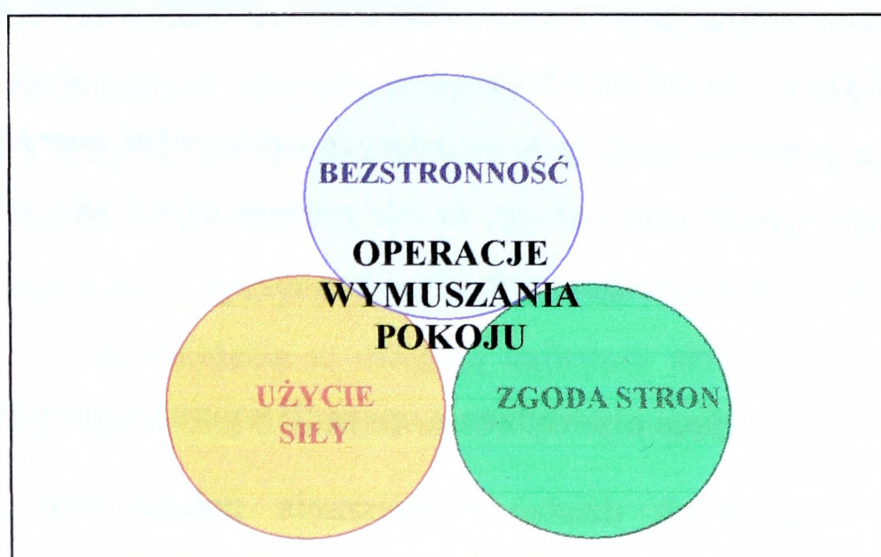 BEZSTRONNOŚĆ
OPERACJE
WYMUSZANIA
POKOJU
UŻYCIE
SIŁY
ZGODA STRON